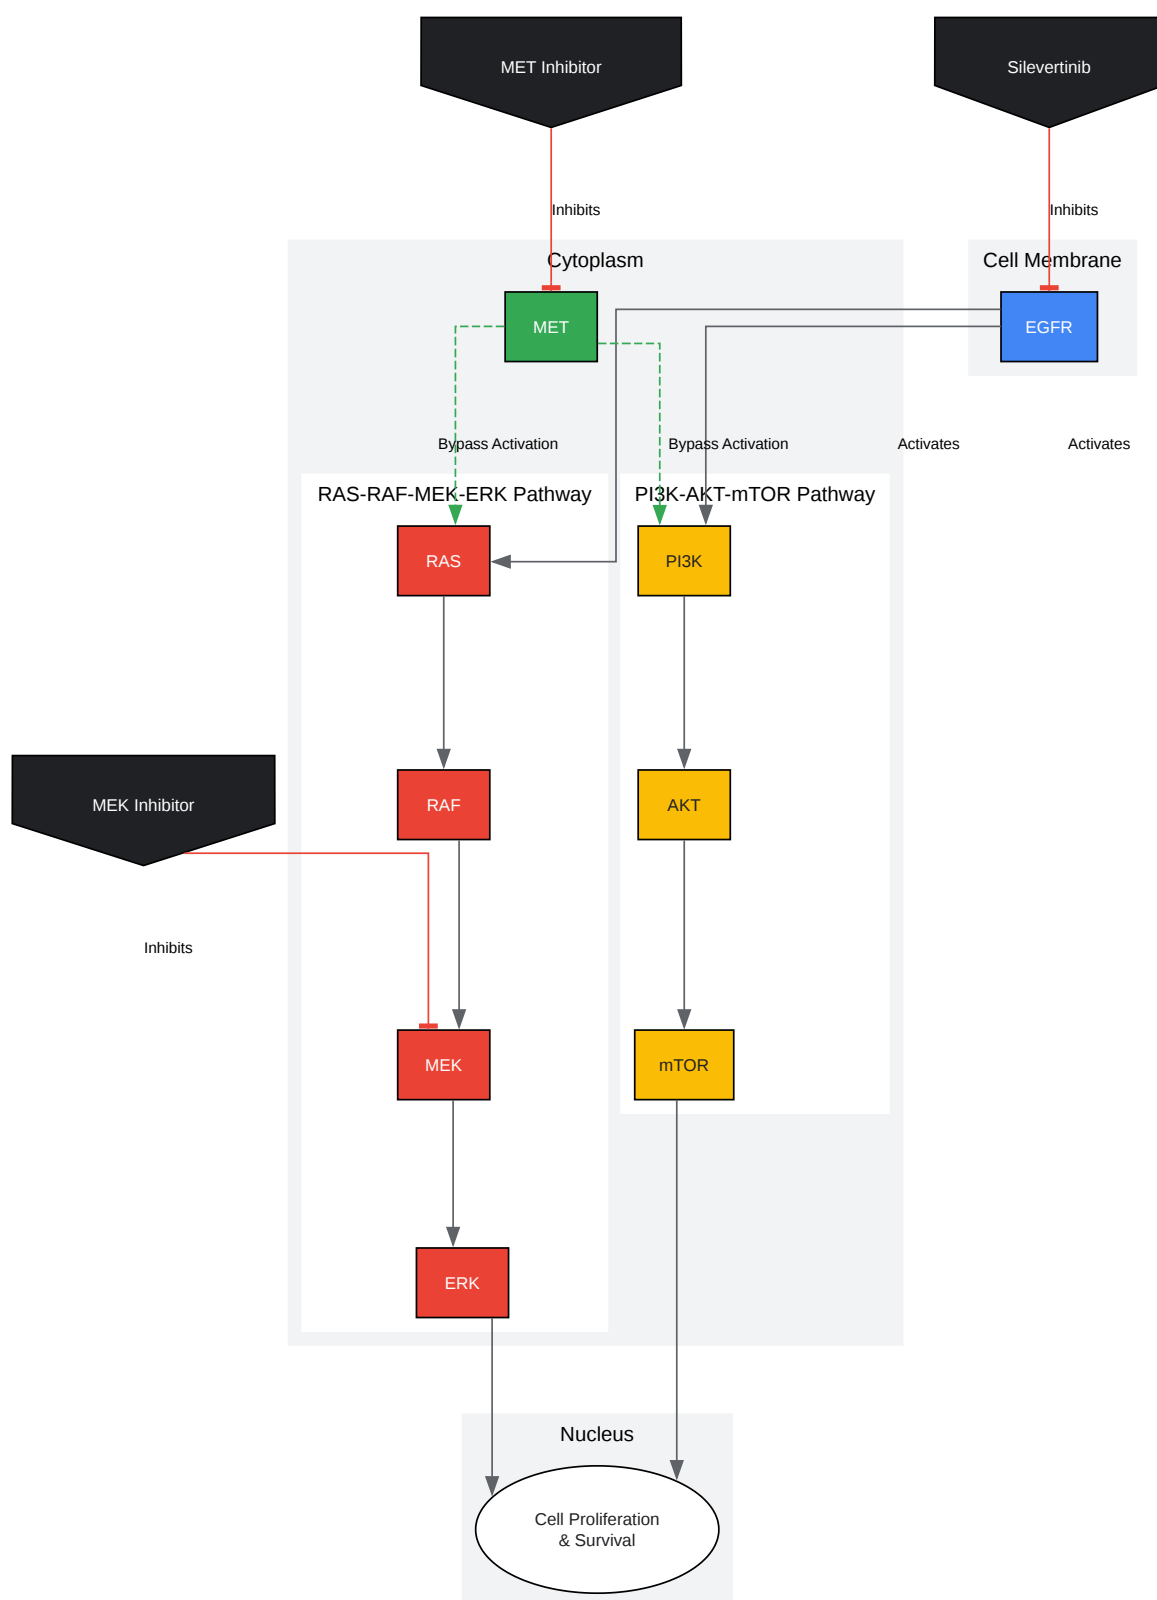 MET Inhibitor
Silevertinib
Inhibits
Inhibits
Cytoplasm
Cell Membrane
MET
EGFR
Bypass Activation
Bypass Activation
Activates
Activates
RAS-RAF-MEK-ERK Pathway
PI3K-AKT-mTOR Pathway
RAS
PI3K
MEK Inhibitor
RAF
AKT
Inhibits
MEK
mTOR
ERK
Nucleus
Cell Proliferation
& Survival